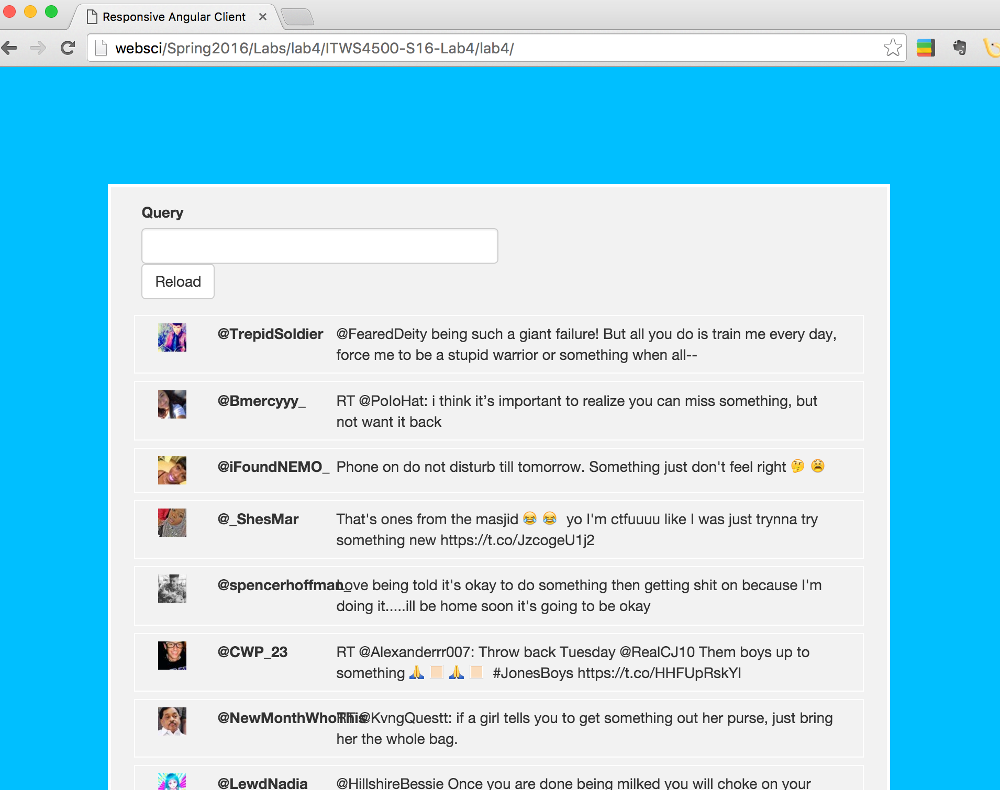 Responsive Angular Client
websci/Spring2016/Labs/lab4/ITWS4500-S16-Lab4/lab4/
Query
Reload
@TrepidSoldier @FearedDeity being such a giant failure! But all you do is train me every day,
force me to be a stupid warrior or something when all--
@Bmercyyy_ RT @PoloHat: i think it’s important to realize you can miss something, but
not want it back
@iFoundNEMO_ Phone on do not disturb till tomorrow. Something just don't feel right 🤔 😫
@_ShesMar That's ones from the masjid 😂 😂 yo I'm ctfuuuu like I was just trynna try
something new https://t.co/JzcogeU1j2
@spencerhoffman_ Love being told it's okay to do something then getting shit on because I'm
doing it.....ill be home soon it's going to be okay
@CWP_23 RT @Alexanderrr007: Throw back Tuesday @RealCJ10 Them boys up to
something 🙏 🏻 🙏 🏻 #JonesBoys https://t.co/HHFUpRskYl
@NewMonthWhoThis RT @KvngQuestt: if a girl tells you to get something out her purse, just bring
her the whole bag.
@LewdNadia @HillshireBessie Once you are done being milked you will choke on your